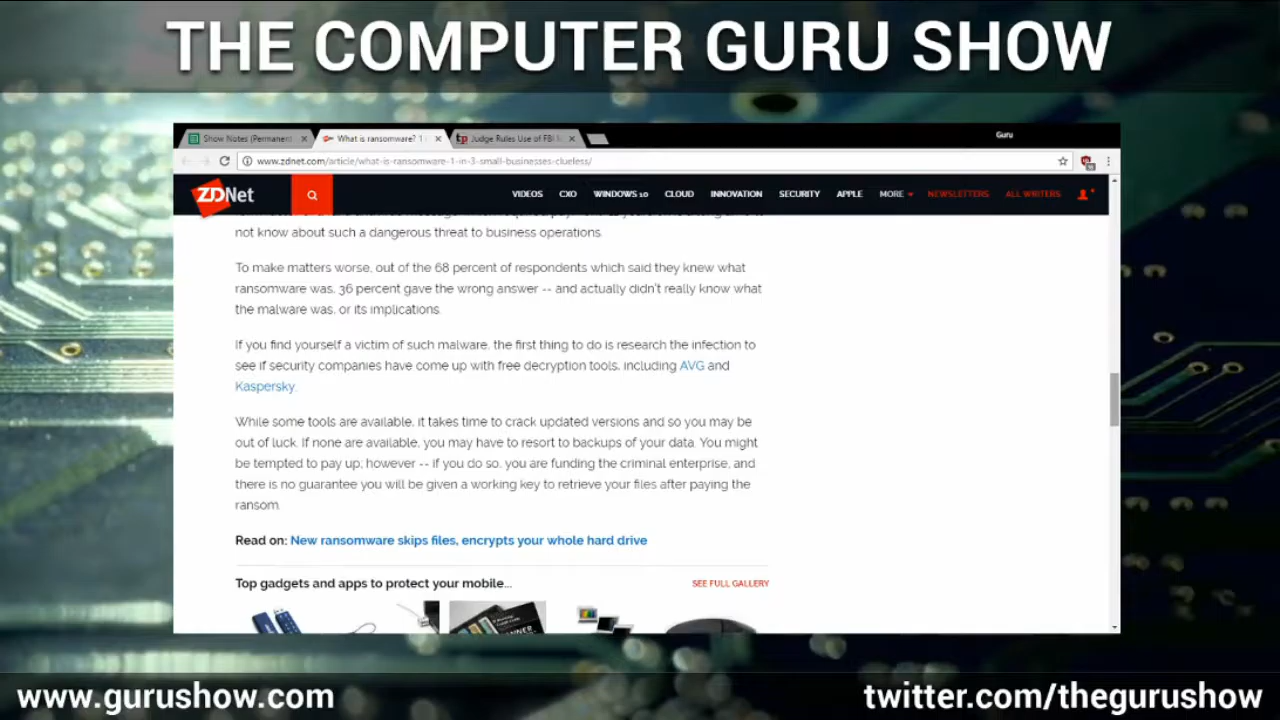 THE COMPUTER GURU SHOW
Show Notes (Permanent
What is ransomware? 1
Judge Rules Use of FBI
Guru
www.zdnet.com/article/what-is-ransomware-1-in-3-small-businesses-clueless/
ZDNet VIDEOS CXO WINDOWS 10 CLOUD INNOVATION SECURITY APPLE MORE NEWSLETTERS ALL WRITERS
not know about such a dangerous threat to business operations.
To make matters worse, out of the 68 percent of respondents which said they knew what
ransomware was, 36 percent gave the wrong answer -- and actually didn't really know what
the malware was, or its implications.
If you find yourself a victim of such malware, the first thing to do is research the infection to
see if security companies have come up with free decryption tools, including AVG and
Kaspersky.
While some tools are available, it takes time to crack updated versions and so you may be
out of luck. If none are available, you may have to resort to backups of your data. You might
be tempted to pay up; however -- if you do so, you are funding the criminal enterprise, and
there is no guarantee you will be given a working key to retrieve your files after paying the
ransom.
Read on: New ransomware skips files, encrypts your whole hard drive
Top gadgets and apps to protect your mobile...
SEE FULL GALLERY
www.gurushow.com
twitter.com/thegurushow